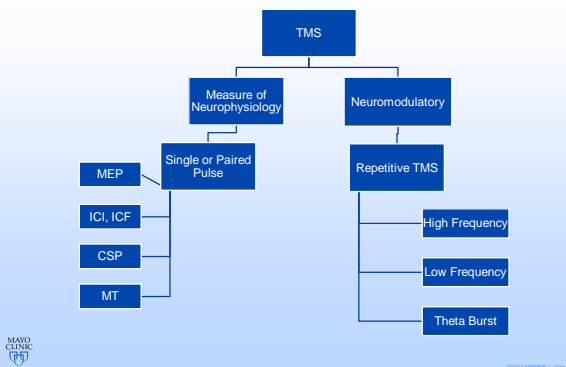 TMS
Measure of
Neurophysiology
Neuromodulatory
Single or Paired
Pulse
MEP
ICI, ICF
CSP
MT
Repetitive TMS
High Frequency
Low Frequency
Theta Burst
MAYO
CLINIC